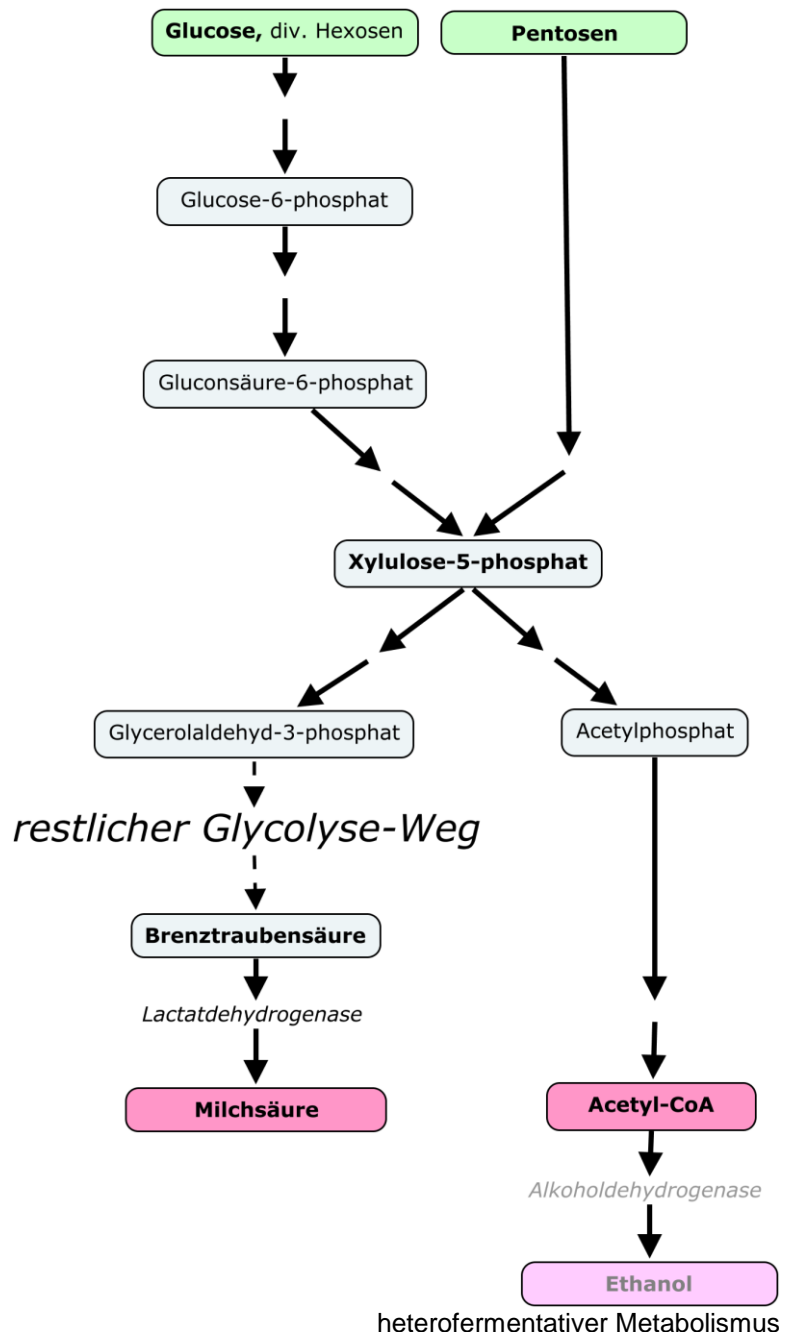 Glucose, div. Hexosen
Pentosen
Glucose-6-phosphat
Gluconsäure-6-phosphat
Xylulose-5-phosphat
Glycerolaldehyd-3-phosphat
Acetylphosphat
restlicher Glycolyse-Weg
Brenztraubensäure
Lactatdehydrogenase
Milchsäure
Acetyl-CoA
Alkoholdehydrogenase
Ethanol
heterofermentativer Metabolismus